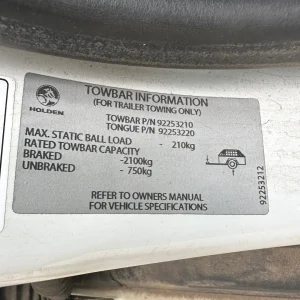 HOLDEN
TOWBAR INFORMATION
(FOR TRAILER TOWING ONLY)
TOWBAR P/N 92253210
TONGUE P/N 92253220
MAX. STATIC BALL LOAD - 210kg
RATED TOWBAR CAPACITY
BRAKED -2100kg
UNBRAKED - 750kg
REFER TO OWNERS MANUAL
FOR VEHICLE SPECIFICATIONS
92253212